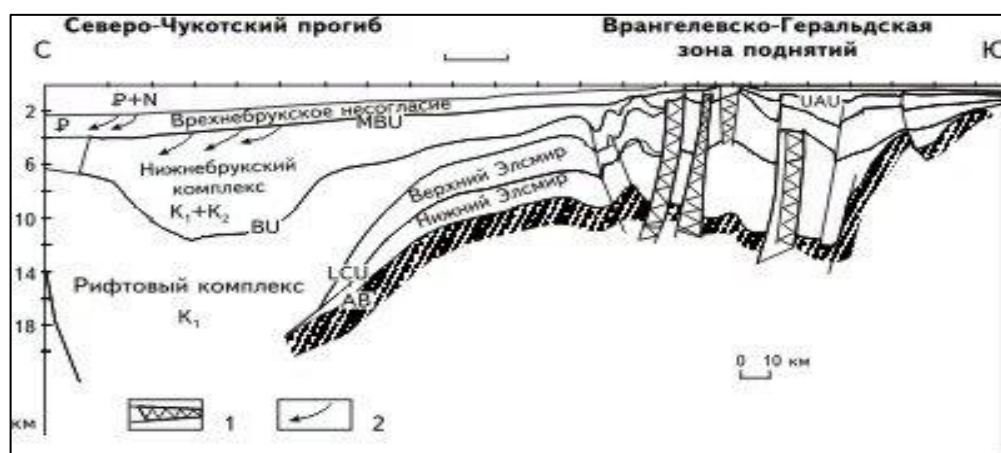 Северо-Чукотский прогиб
Врангелевско-Геральдская
зона поднятий
С
Ю
2
6
10
14
18
км
P+N
P
Врехнебрукское несогласие
MBU
UAU
Нижнебрукский
комплекс
K₁+K₂
BU
Верхний Элсмир
Нижний Элсмир
LCU
AB
Рифтовый комплекс
K₁
0 10 км
1
2